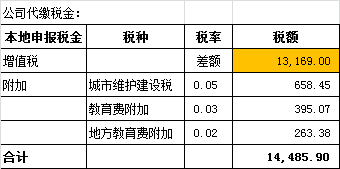 公司代缴税金：
本地申报税金 税种 税率 税额
增值税 差额 13,169.00
附加 城市维护建设税 0.05 658.45
教育费附加 0.03 395.07
地方教育费附加 0.02 263.38
合计 14,485.90